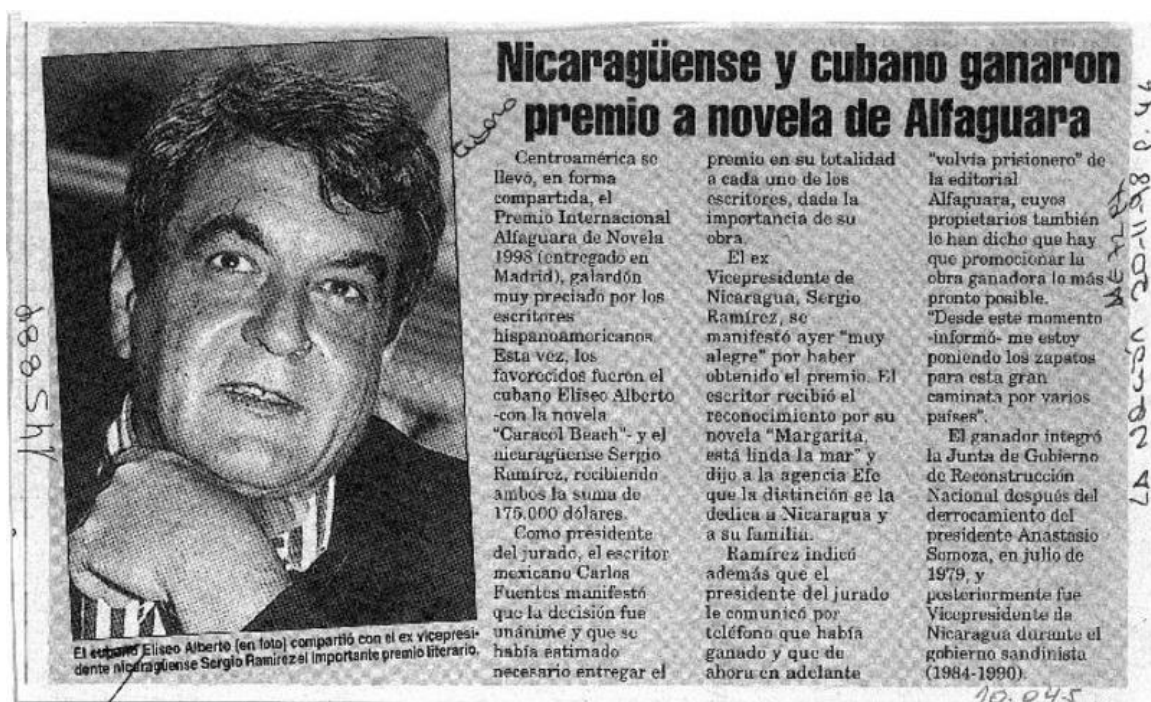 Nicaragüense y cubano ganaron
premio a novela de Alfaguara
Centroamérica se
llevó, en forma
compartida, el
Premio Internacional
Alfaguara de Novela
1998 (entregado en
Madrid), galardón
muy preciado por los
escritores
hispanoamericanos.
Esta vez, los
favorecidos fueron el
cubano Eliseo Alberto
-con la novela
"Caracol Beach"- y el
nicaragüense Sergio
Ramírez, recibiendo
ambos la suma de
175.000 dólares.
Como presidente
del jurado, el escritor
mexicano Carlos
Fuentes manifestó
que la decisión fue
unánime y que se
había estimado
necesario entregar el
premio en su totalidad
a cada uno de los
escritores, dada la
importancia de su
obra.
El ex
Vicepresidente de
Nicaragua, Sergio
Ramírez, se
manifestó ayer "muy
alegre" por haber
obtenido el premio. El
escritor recibió el
reconocimiento por su
novela "Margarita,
está linda la mar" y
dijo a la agencia Efe
que la distinción se la
dedica a Nicaragua y
a su familia.
Ramírez indicó
además que el
presidente del jurado
le comunicó por
teléfono que había
ganado y que de
ahora en adelante
"volvía prisionero" de
la editorial
Alfaguara, cuyos
propietarios también
le han dicho que hay
que promocionar la
obra ganadora lo más
pronto posible.
"Desde este momento
-informó- me estoy
poniendo los zapatos
para esta gran
caminata por varios
países".
El ganador integró
la Junta de Gobierno
de Reconstrucción
Nacional después del
derrocamiento del
presidente Anastasio
Somoza, en julio de
1979, y
posteriormente fue
Vicepresidente de
Nicaragua durante el
gobierno sandinista
(1984-1990).
El cubano Eliseo Alberto (en foto) compartió con el ex vicepresi-
dente nicaragüense Sergio Ramírez el importante premio literario.
10.045